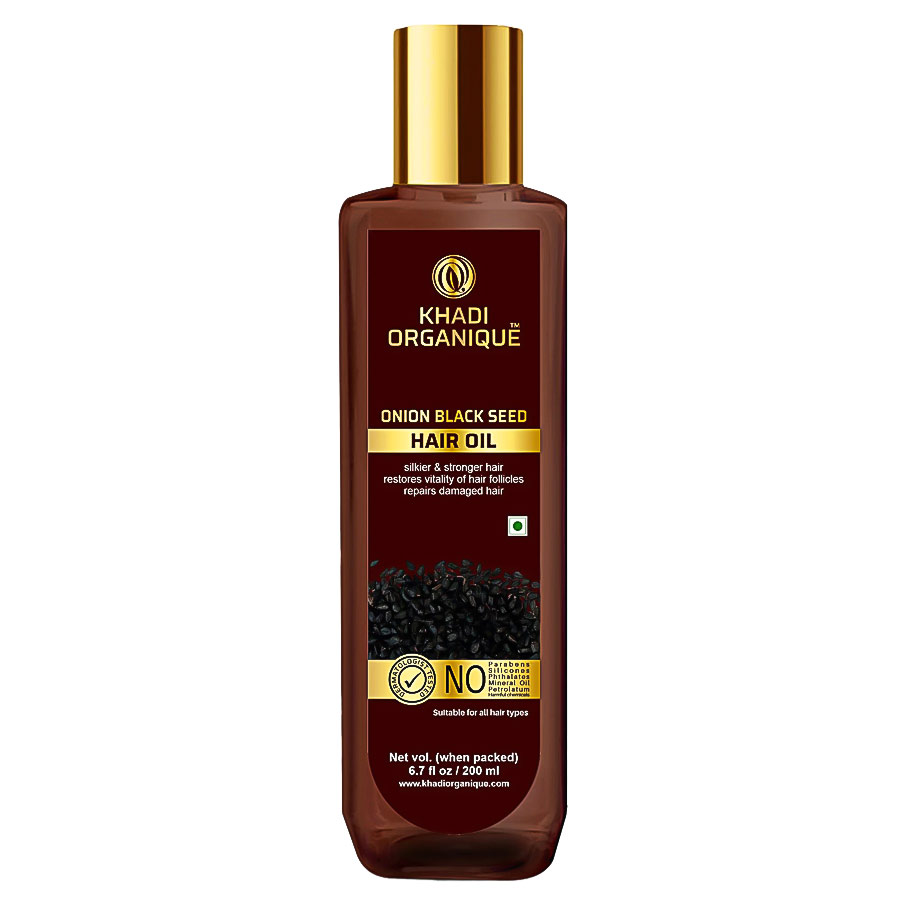 KHADI
ORGANIQUE™
ONION BLACK SEED
HAIR OIL
silkier & stronger hair
restores vitality of hair follicles
repairs damaged hair
DERMATOLOGIST TESTED
NO
Parabens
Silicones
Phthalates
Mineral Oil
Petrolatum
Harmful chemicals
Suitable for all hair types
Net vol. (when packed)
6.7 fl oz / 200 ml
www.khadiorganique.com